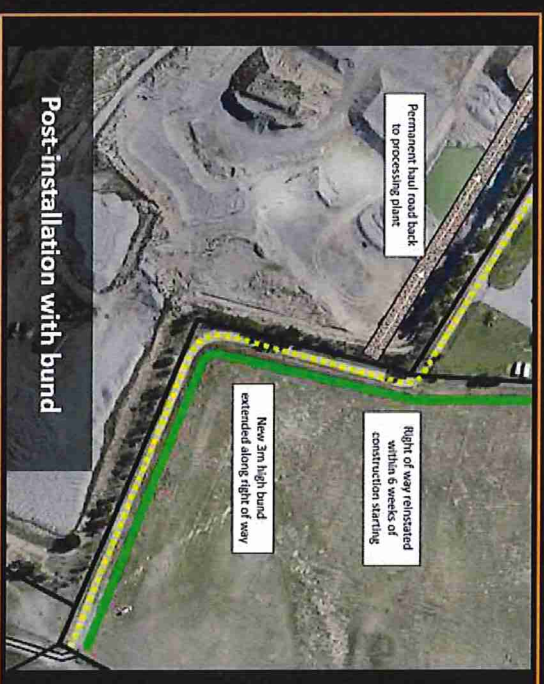 Post-installation with bund
Permanent haul road back
to processing plant
Right of way reinstated
within 6 weeks of
construction starting
New 3m high bund
extended along right of way